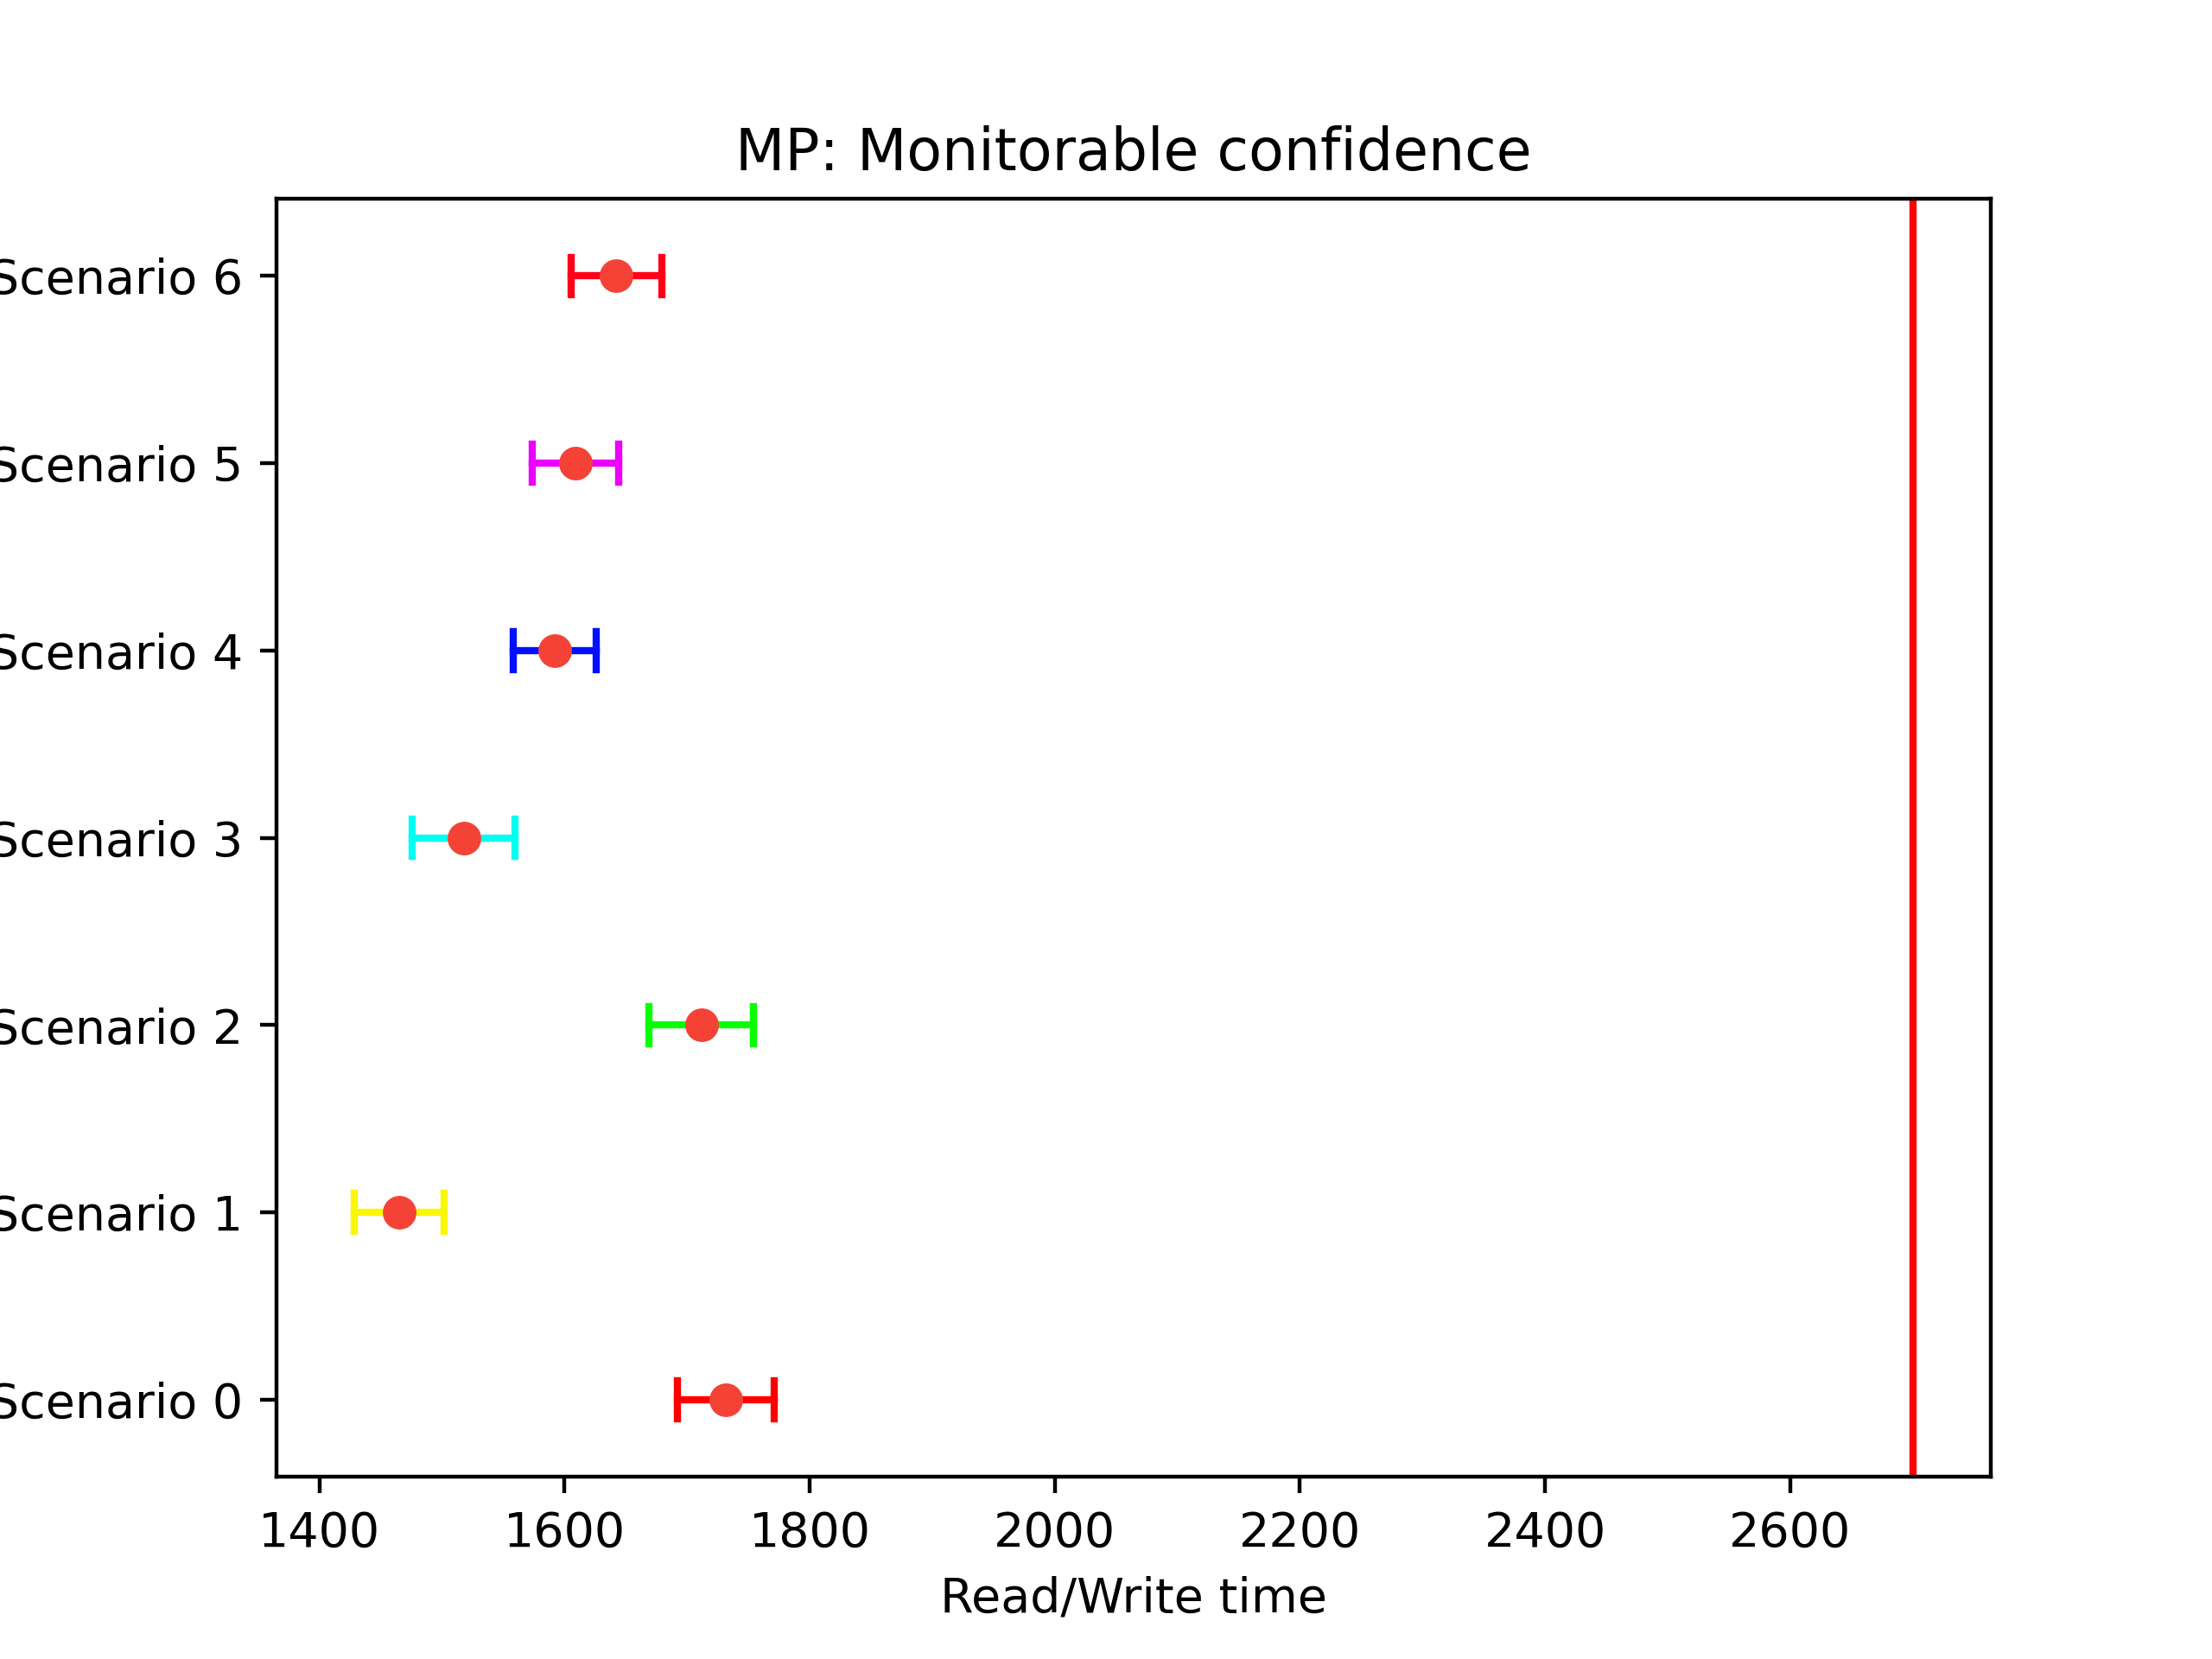 MP: Monitorable confidence
Scenario 6
Scenario 5
Scenario 4
Scenario 3
Scenario 2
Scenario 1
Scenario 0
1400 1600 1800 2000 2200 2400 2600
Read/Write time